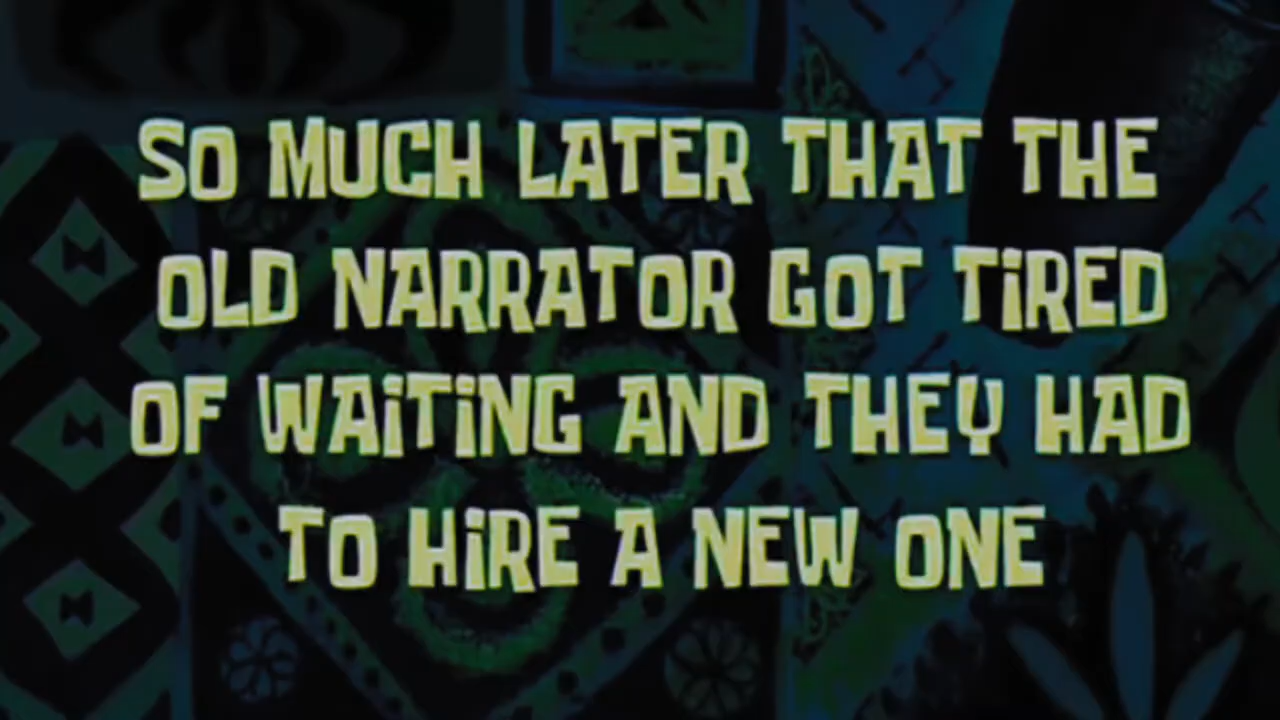 SO MUCH LATER THAT THE
OLD NARRATOR GOT TiRED
OF WAiTiNG AND THEY HAD
TO HiRE A NEW ONE